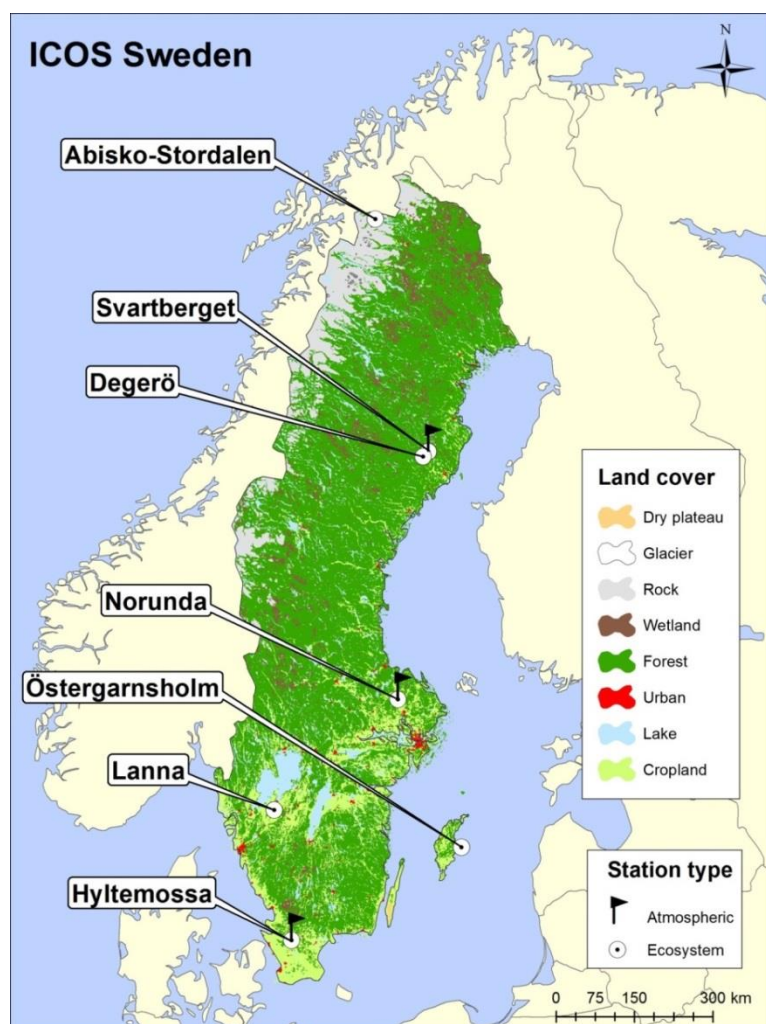 ICOS Sweden
N
Abisko-Stordalen
Svartberget
Degerö
Norunda
Östergarnsholm
Lanna
Hyltemossa
Land cover
Dry plateau
Glacier
Rock
Wetland
Forest
Urban
Lake
Cropland
Station type
Atmospheric
Ecosystem
0 75 150 300 km